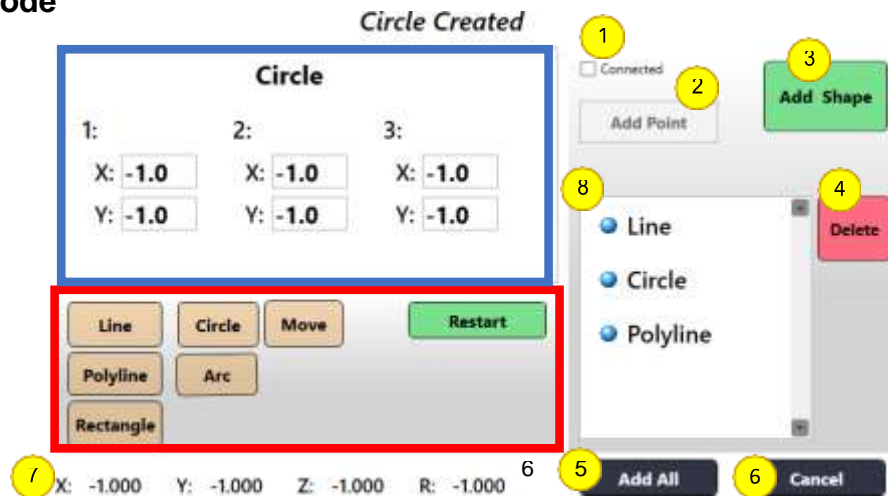 ode
Circle Created
1
Connected
2
Add Point
3
Add Shape
Circle
1:
2:
3:
X: -1.0
X: -1.0
X: -1.0
Y: -1.0
Y: -1.0
Y: -1.0
8
4
Delete
Line
Circle
Polyline
Line
Circle
Move
Restart
Polyline
Arc
Rectangle
7
X: -1.000 Y: -1.000 Z: -1.000 R: -1.000
6
5
Add All
6
Cancel